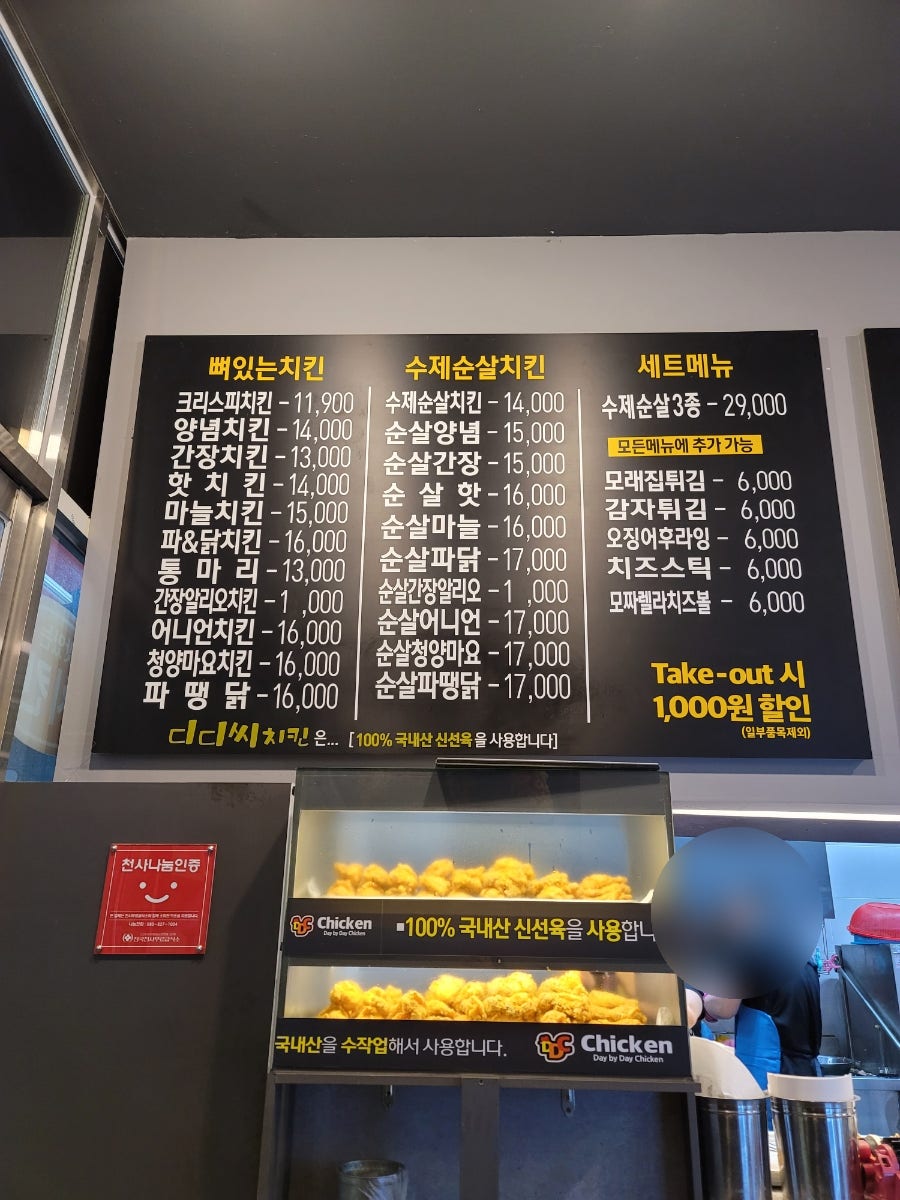 뼈있는치킨
크리스피치킨 - 11,900
양념치킨 - 14,000
간장치킨 - 13,000
핫 치 킨 - 14,000
마늘치킨 - 15,000
파&닭치킨 - 16,000
통 마 리 - 13,000
간장알리오치킨 - 1 ,000
어니언치킨 - 16,000
청양마요치킨 - 16,000
파 땡 닭 - 16,000
수제순살치킨
수제순살치킨 - 14,000
순살양념 - 15,000
순살간장 - 15,000
순 살 핫 - 16,000
순살마늘 - 16,000
순살파닭 - 17,000
순살간장알리오 - 1 ,000
순살어니언 - 17,000
순살청양마요 - 17,000
순살파땡닭 - 17,000
세트메뉴
수제순살3종 - 29,000
모든메뉴에 추가 가능
모래집튀김 - 6,000
감자튀김 - 6,000
오징어후라잉 - 6,000
치즈스틱 - 6,000
모짜렐라치즈볼 - 6,000
Take-out 시
1,000원 할인
(일부품목제외)
디디씨치킨은... [100% 국내산 신선육을 사용합니다]
천사나눔인증
DDC Chicken
Day by Day Chicken
100% 국내산 신선육을 사용합니
국내산을 수작업해서 사용합니다.
DDC Chicken
Day by Day Chicken